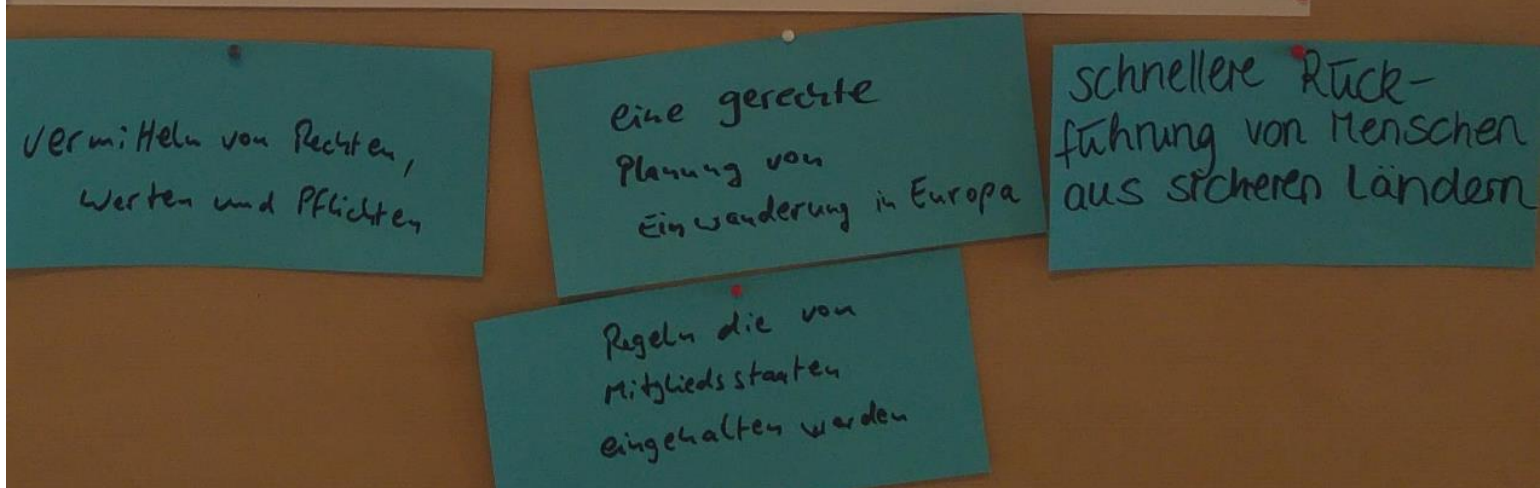 vermitteln von Rechten,
Werten und Pflichten
eine gerechte
Planung von
Einwanderung in Europa
schnellere Rück-
führung von Menschen
aus sicheren Ländern
Regeln die von
Mitgliedsstaaten
eingehalten werden